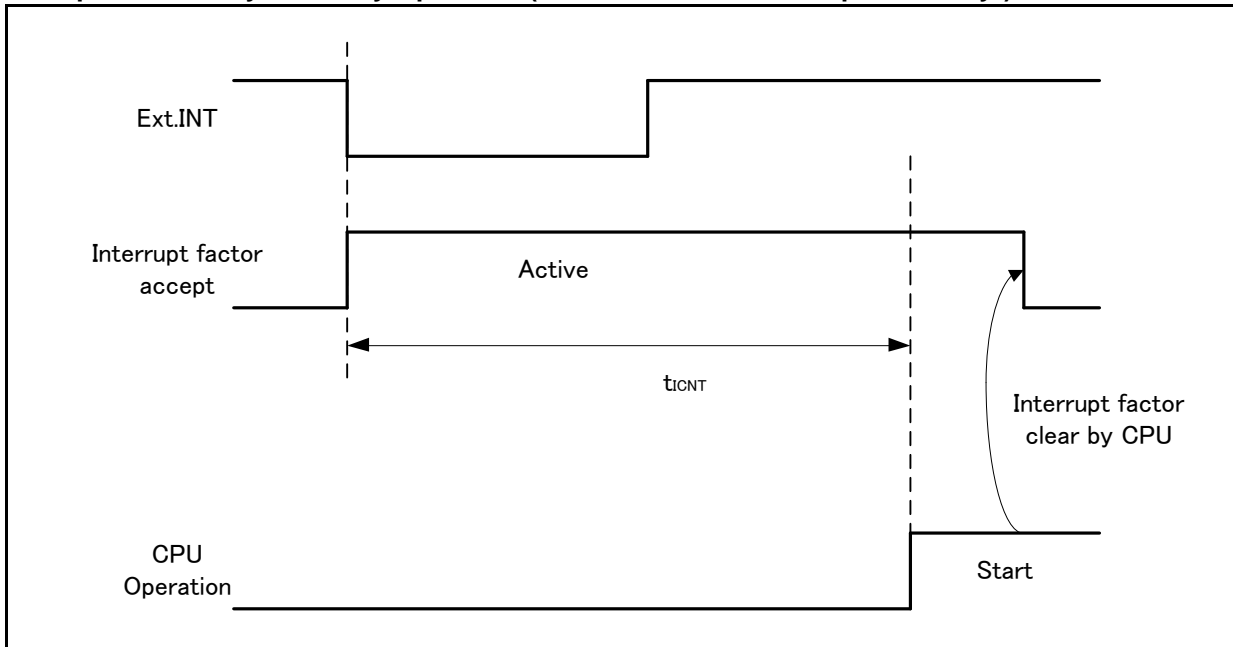 Ext.INT
Interrupt factor
accept
Active
tICNT
Interrupt factor
clear by CPU
CPU
Operation
Start